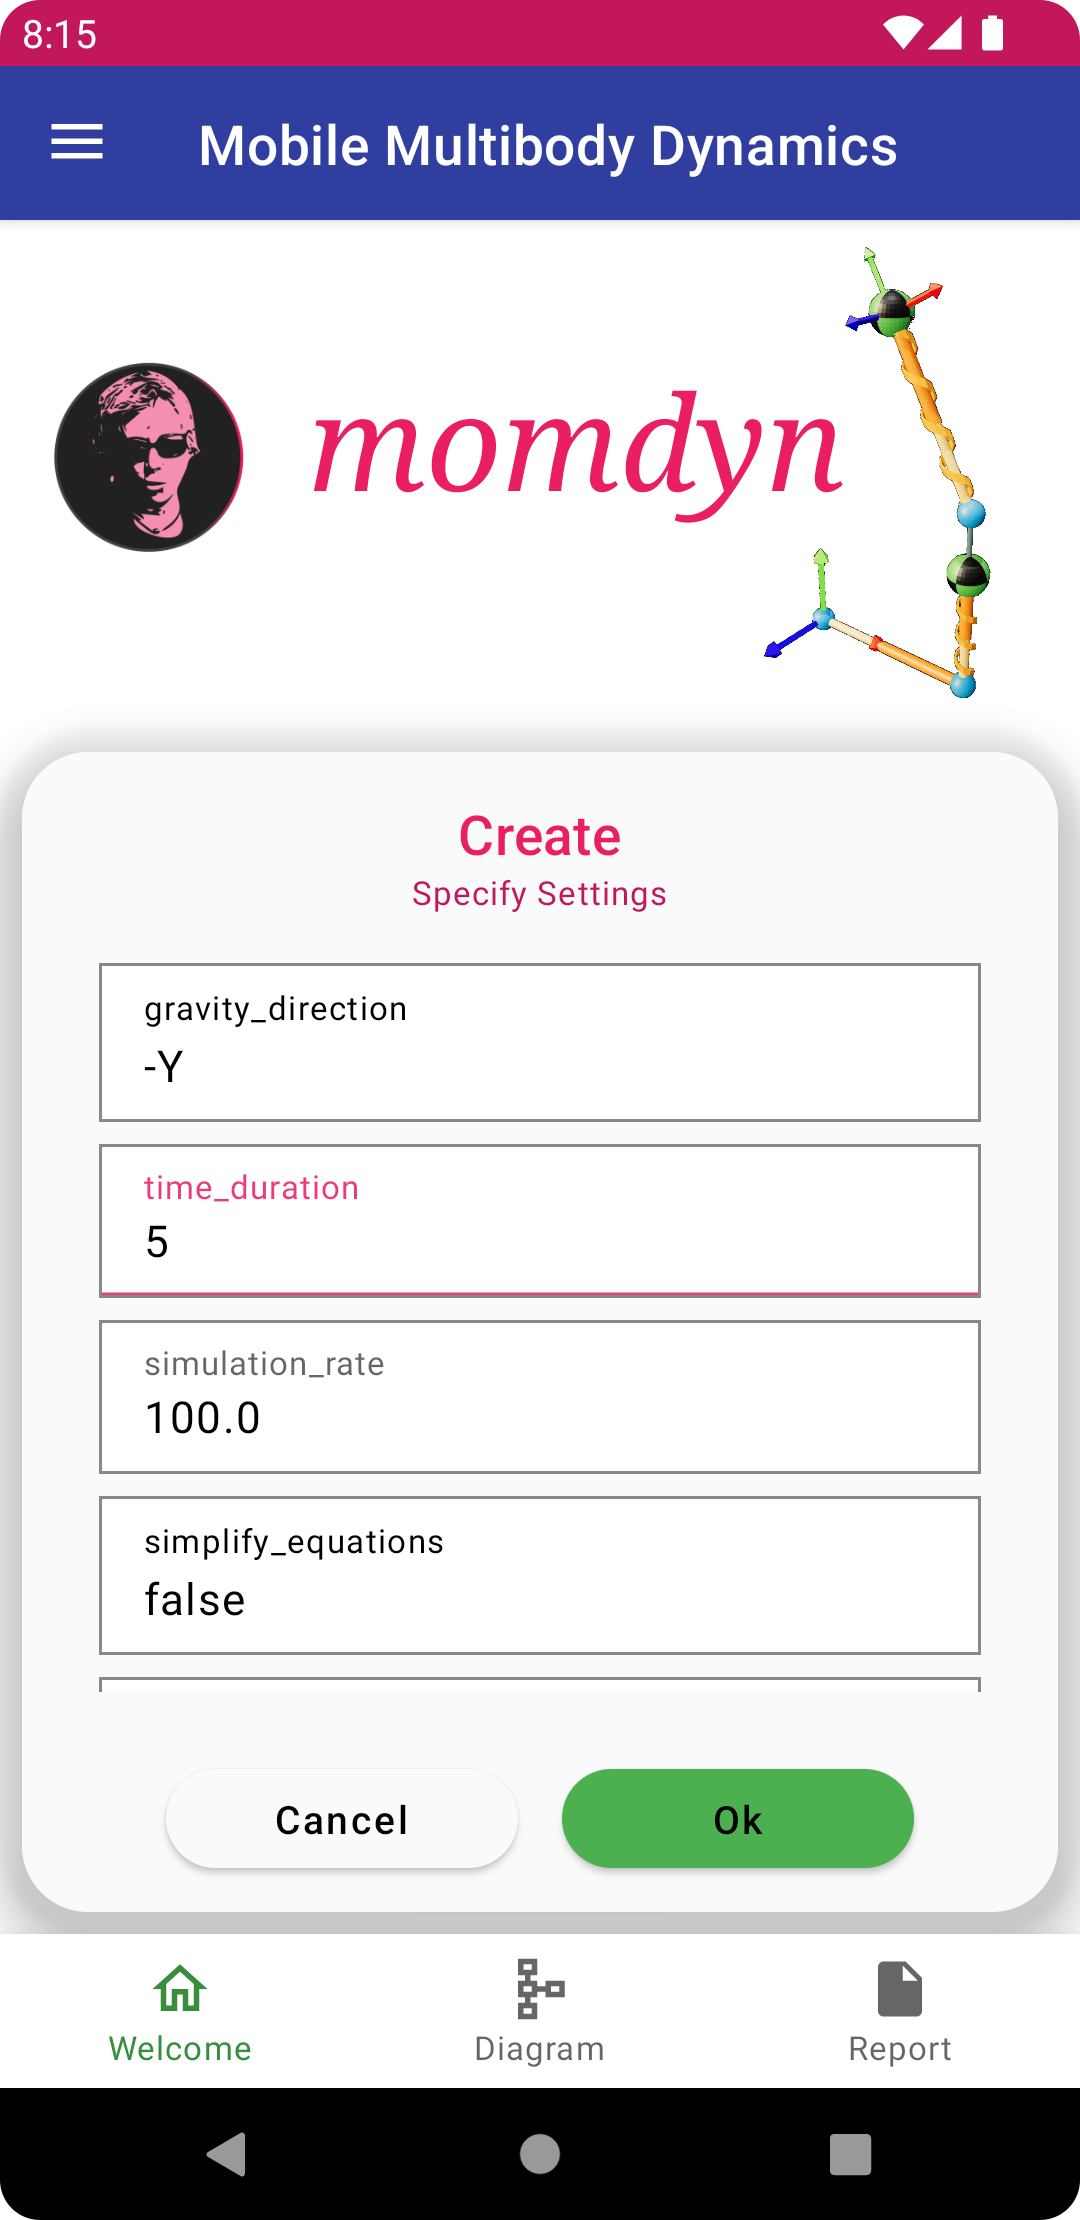 8:15
Mobile Multibody Dynamics
momdyn
Create
Specify Settings
gravity_direction
-Y
time_duration
5
simulation_rate
100.0
simplify_equations
false
Cancel
Ok
Welcome
Diagram
Report